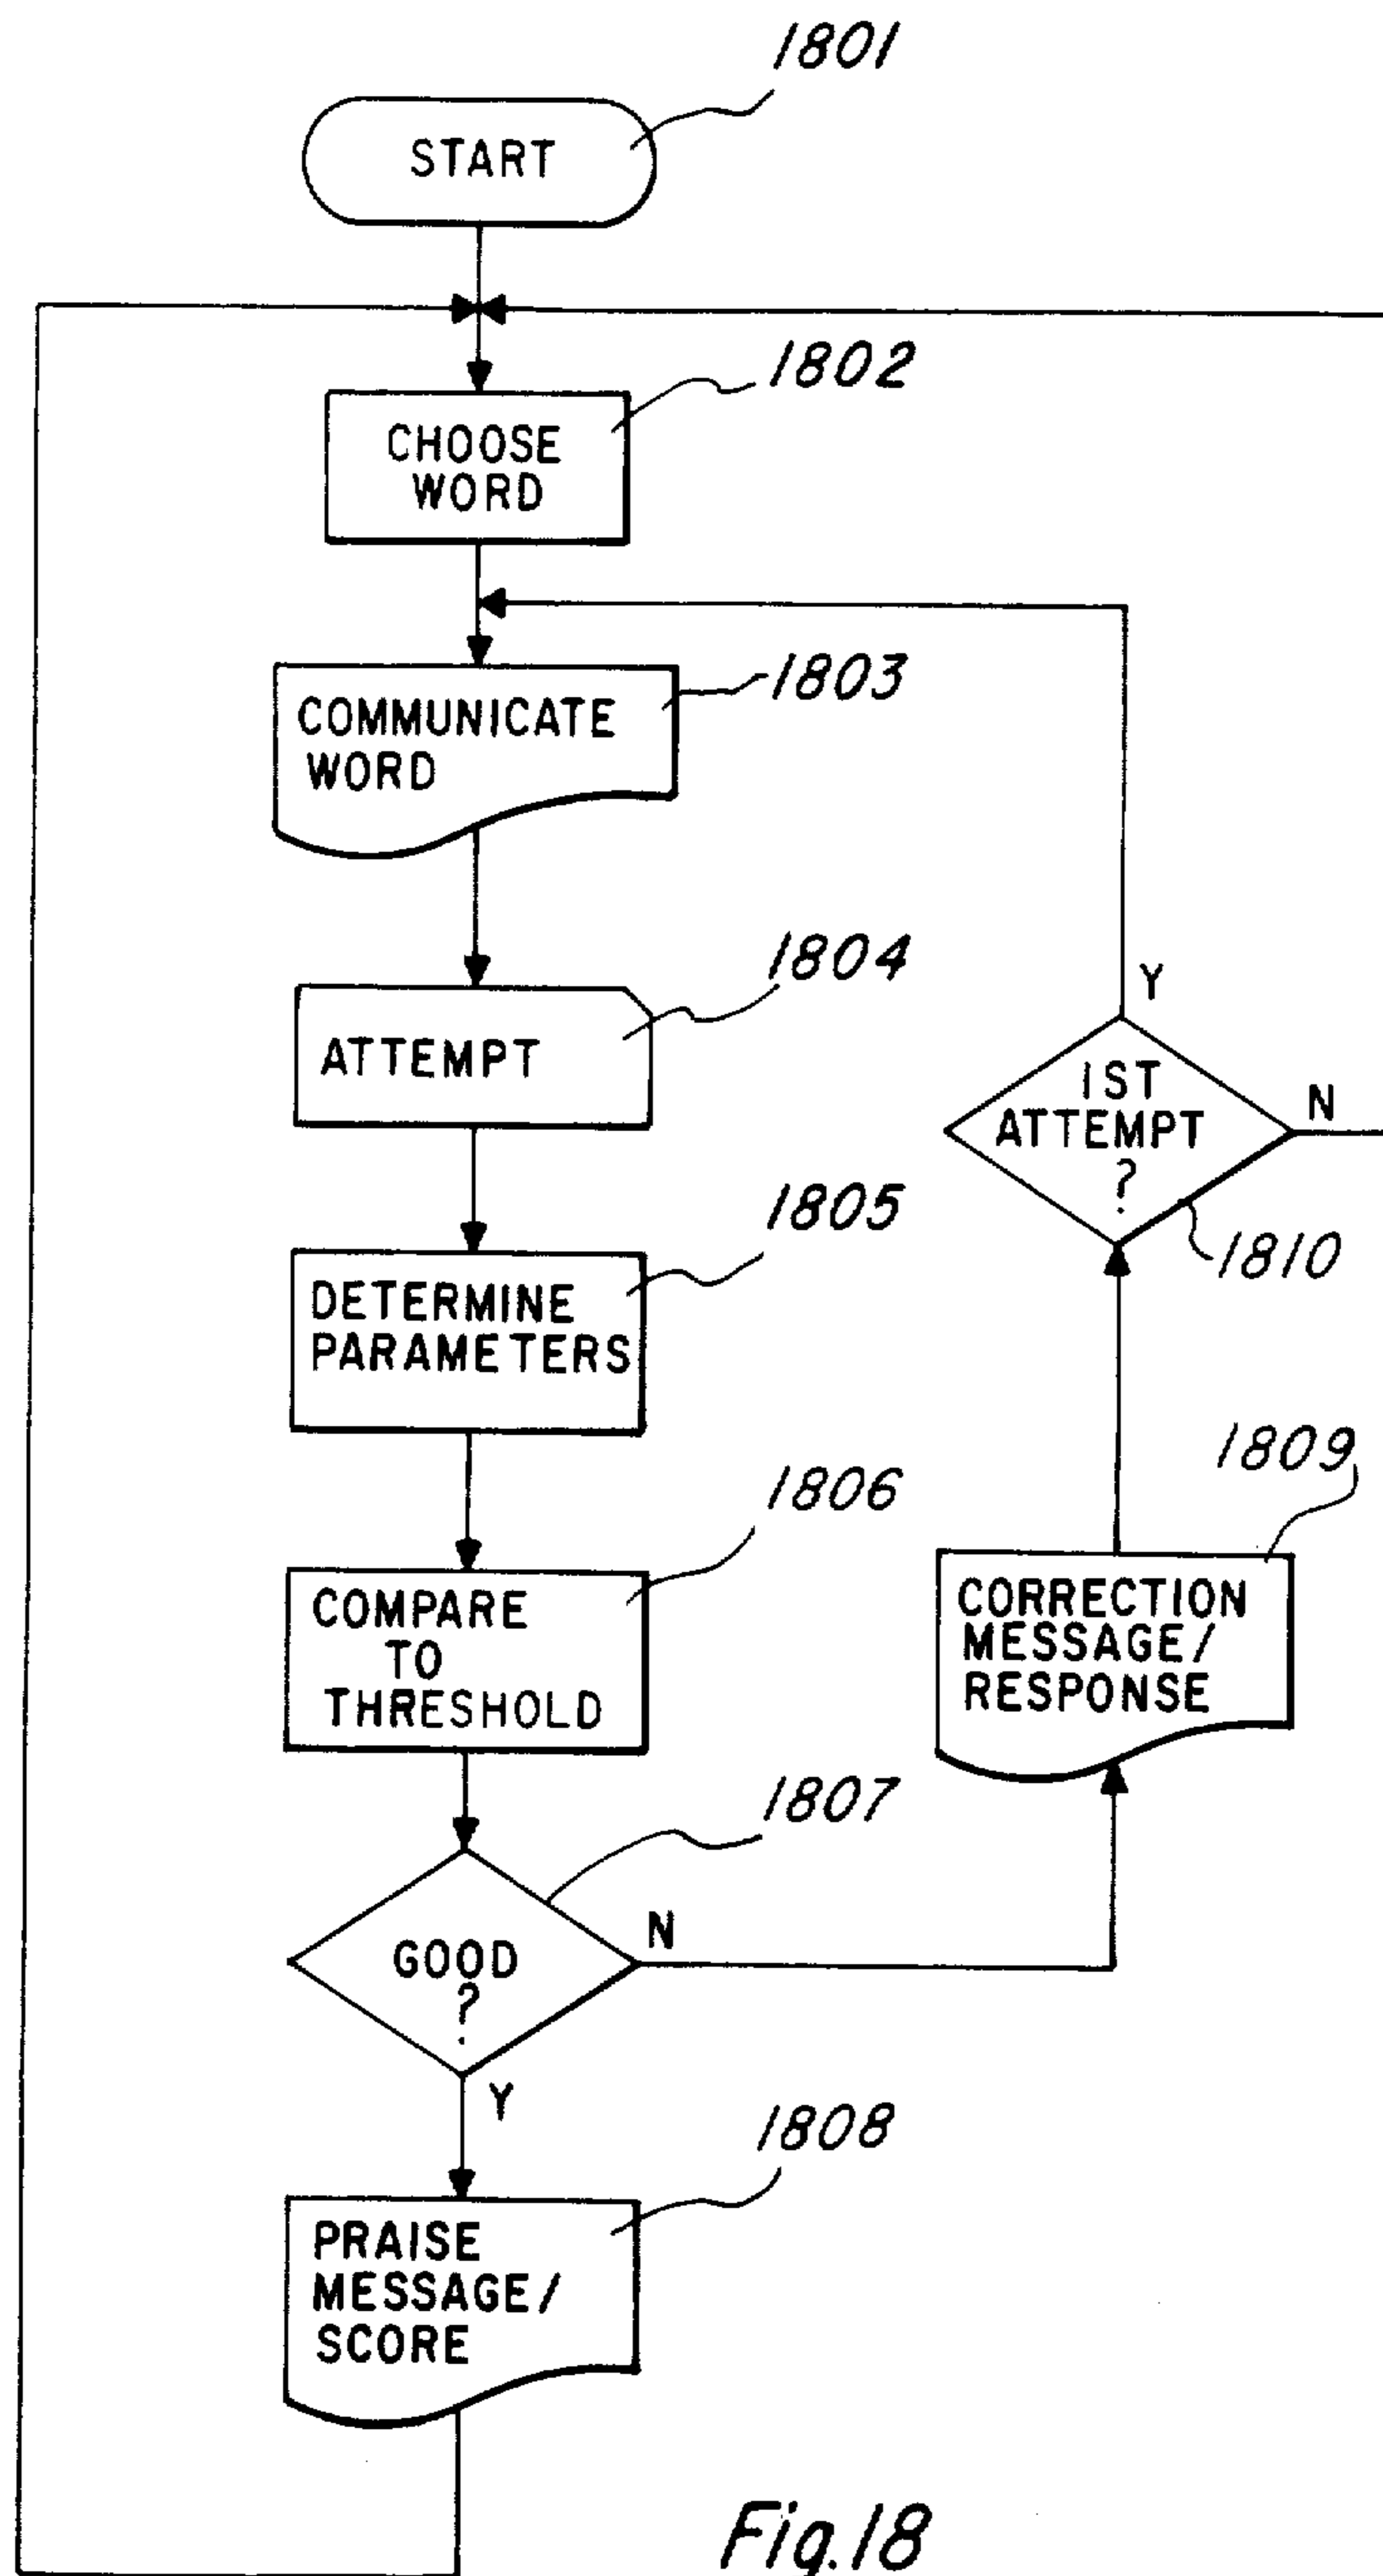 1801
START
1802
CHOOSE
WORD
1803
COMMUNICATE
WORD
1804
ATTEMPT
Y
1ST
ATTEMPT
?
N
1810
1805
DETERMINE
PARAMETERS
1806
COMPARE
TO
THRESHOLD
1809
CORRECTION
MESSAGE/
RESPONSE
1807
GOOD
?
N
Y
1808
PRAISE
MESSAGE/
SCORE
Fig.18